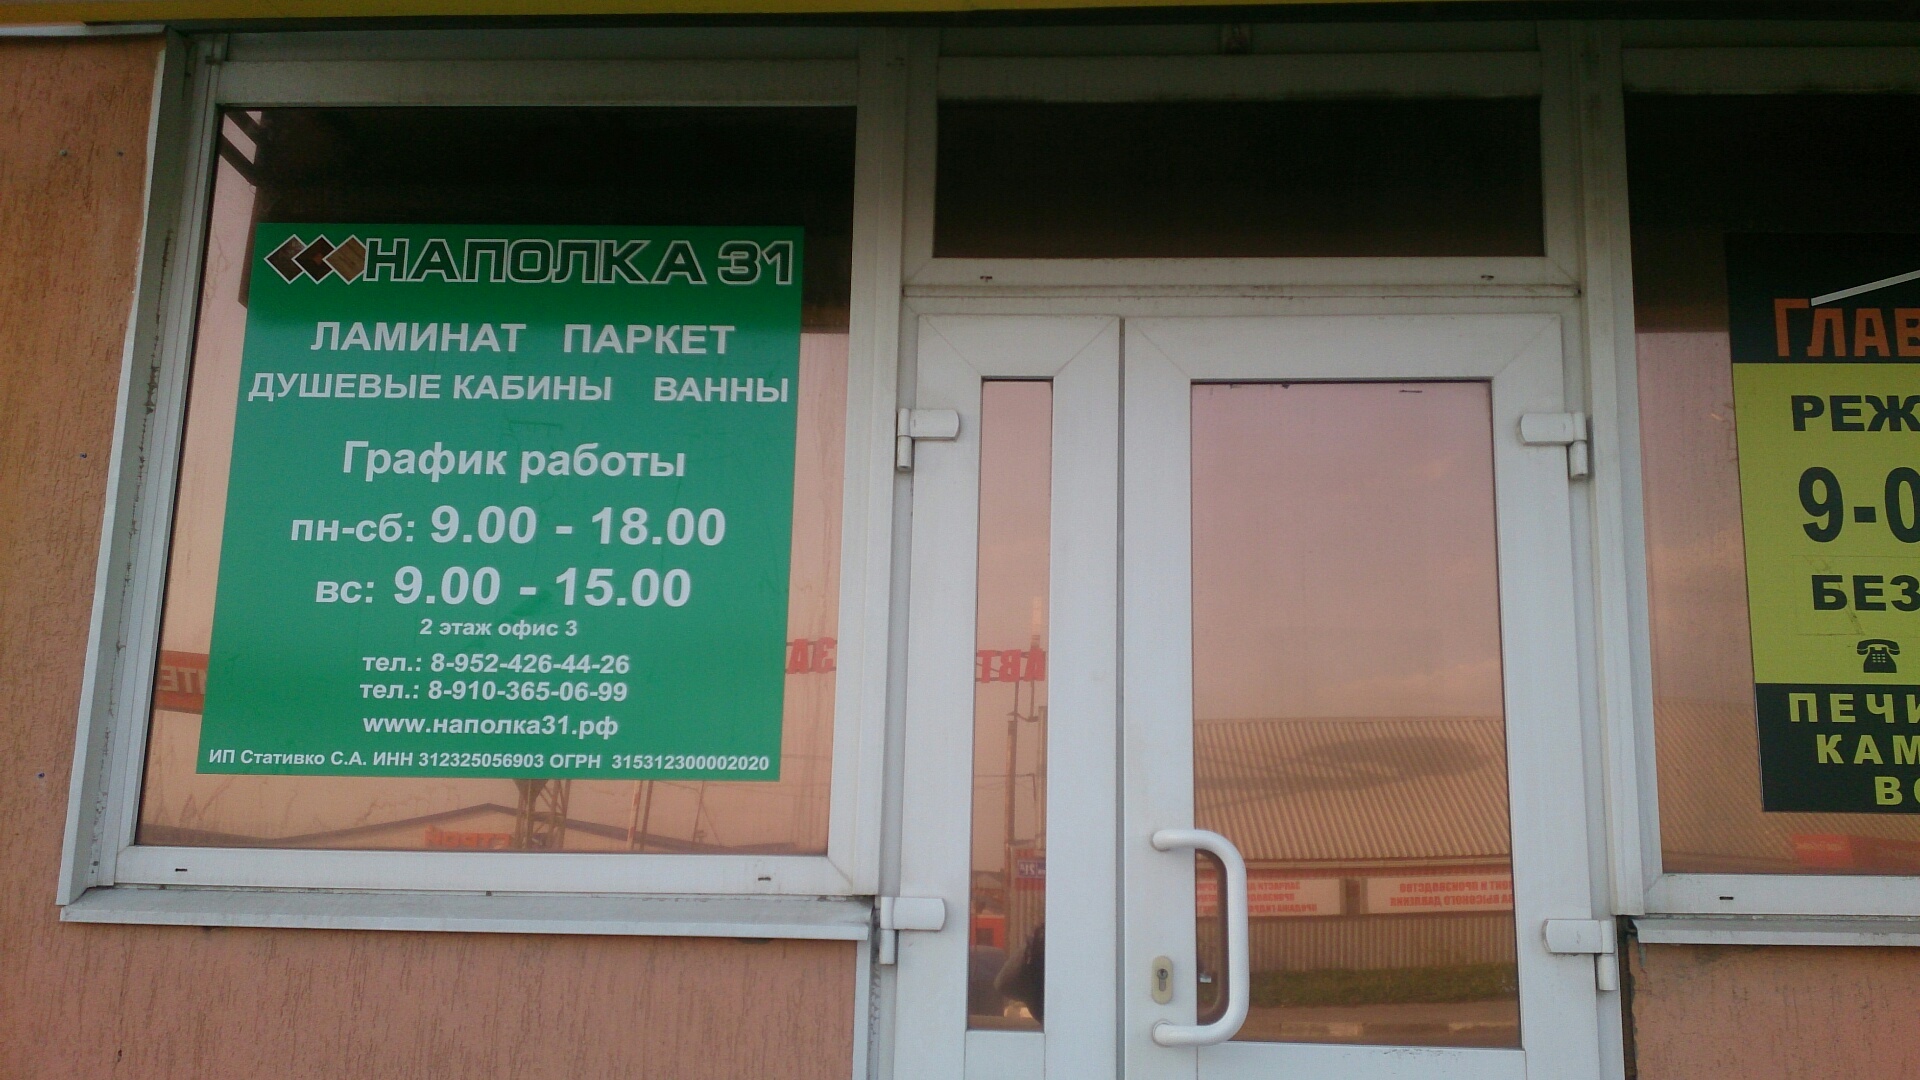 НАПОЛКА 31
ЛАМИНАТ ПАРКЕТ
ДУШЕВЫЕ КАБИНЫ ВАННЫ
График работы
пн-сб: 9.00 - 18.00
вс: 9.00 - 15.00
2 этаж офис 3
тел.: 8-952-426-44-26
тел.: 8-910-365-06-99
www.наполка31.рф
ИП Стативко С.А. ИНН 312325056903 ОГРН 315312300002020
ГЛАВ
РЕЖ
9-0
БЕЗ
ПЕЧИ
КАМ